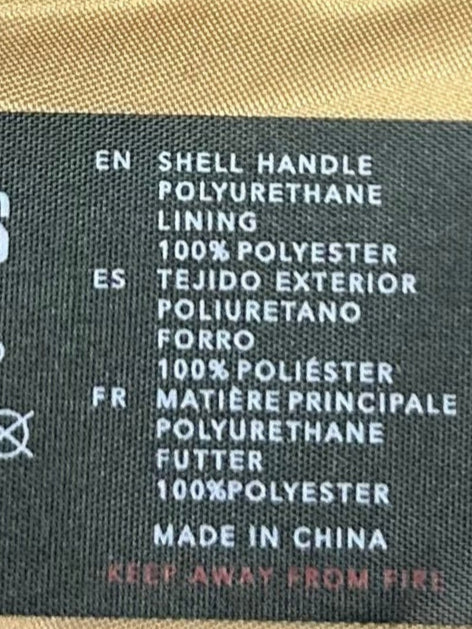 EN SHELL HANDLE
POLYURETHANE
LINING
100% POLYESTER
ES TEJIDO EXTERIOR
POLIURETANO
FORRO
100% POLIÉSTER
FR MATIÈRE PRINCIPALE
POLYURETHANE
FUTTER
100%POLYESTER
MADE IN CHINA
KEEP AWAY FROM FIRE